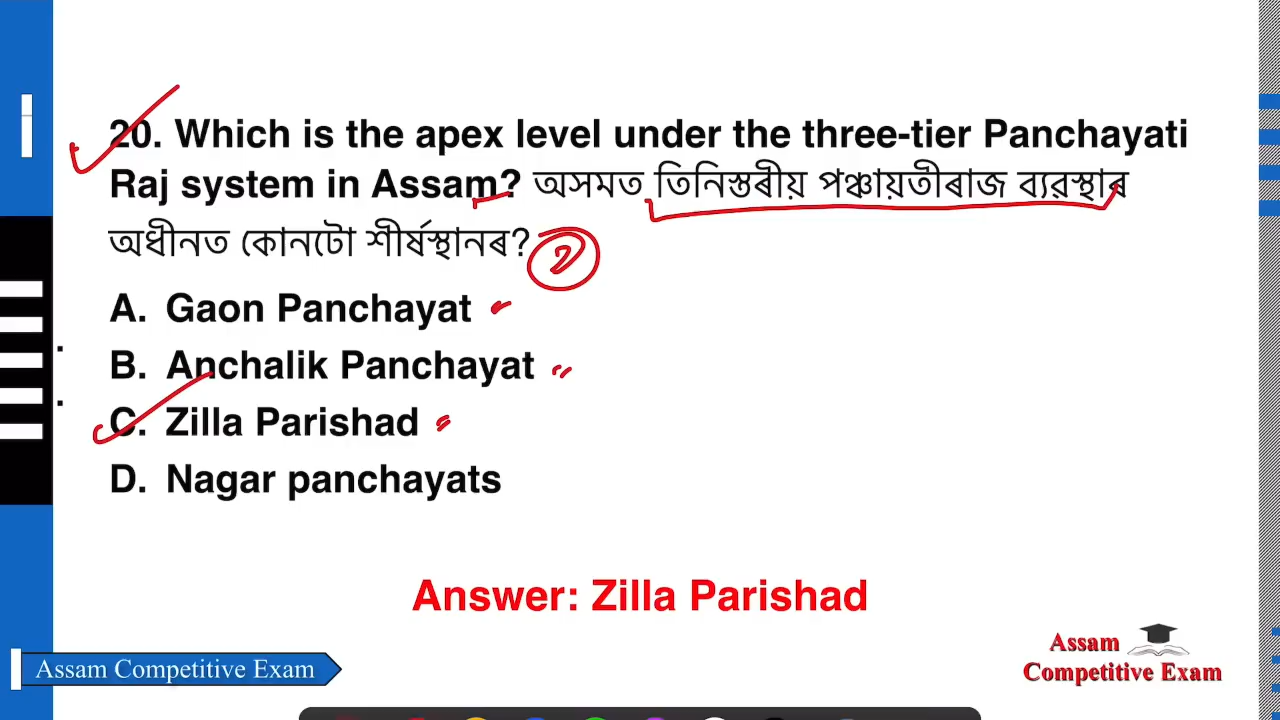 20. Which is the apex level under the three-tier Panchayati
Raj system in Assam? অসমত তিনিস্তৰীয় পঞ্চায়তীৰাজ ব্যৱস্থাৰ
অধীনত কোনটো শীৰ্ষস্থানৰ?
A. Gaon Panchayat
B. Anchalik Panchayat
C. Zilla Parishad
D. Nagar panchayats
Answer: Zilla Parishad
Assam Competitive Exam
Assam
Competitive Exam